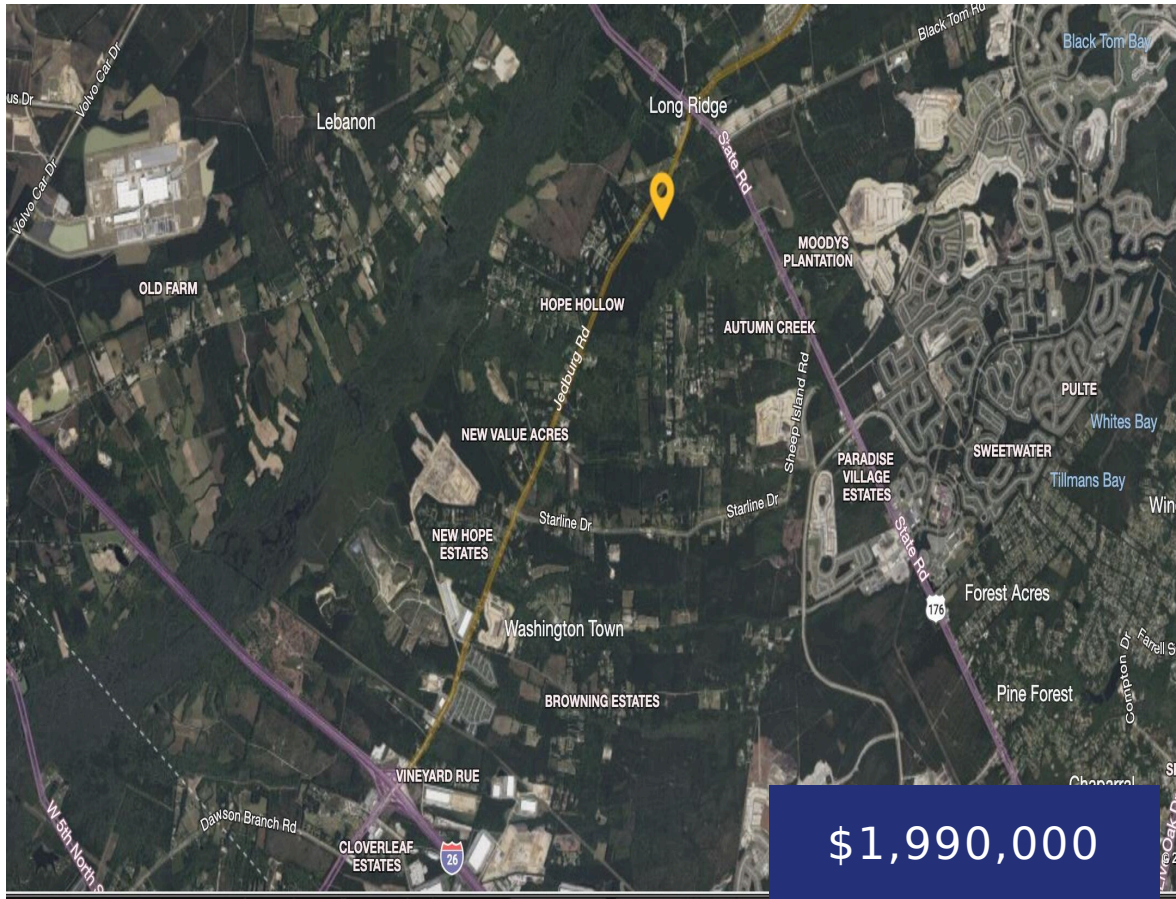 Black Tom Rd
Black Tom Bay
Volvo Car Dr
us Dr
Long Ridge
Lebanon
State Rd
Volvo Car Dr
MOODYS
PLANTATION
OLD FARM
HOPE HOLLOW
AUTUMN CREEK
Jedburg Rd
Sheep Island Rd
PULTE
Whites Bay
NEW VALUE ACRES
SWEETWATER
PARADISE
VILLAGE
ESTATES
Tillmans Bay
Starline Dr
Starline Dr
Win
NEW HOPE
ESTATES
State Rd
176
Forest Acres
Washington Town
Farrell S
Compton Dr
Pine Forest
BROWNING ESTATES
VINEYARD RUE
Chaparral
W 5th North S
Dawson Branch Rd
CLOVERLEAF
ESTATES
26
$1,990,000